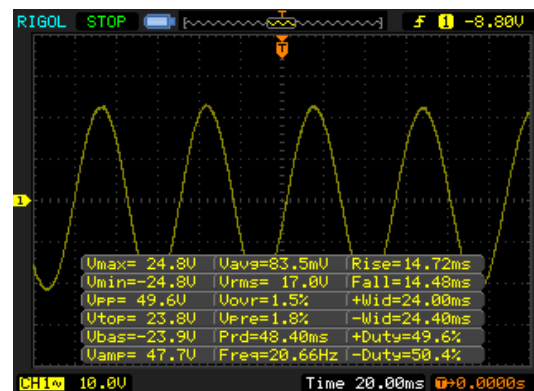 RIGOL STOP T f 1 -8.80V
T
1
Vmax= 24.8V Vavg=83.5mV Rise=14.72ms
Vmin=-24.8V Vrms= 17.0V Fall=14.48ms
Vpp= 49.6V Vovr=1.5% +Wid=24.00ms
Vtop= 23.8V Vpre=1.8% -Wid=24.40ms
Vbas=-23.9V Prd=48.40ms +Duty=49.6%
Vamp= 47.7V Freq=20.66Hz -Duty=50.4%
CH1~ 10.0V Time 20.00ms T→0.0000s